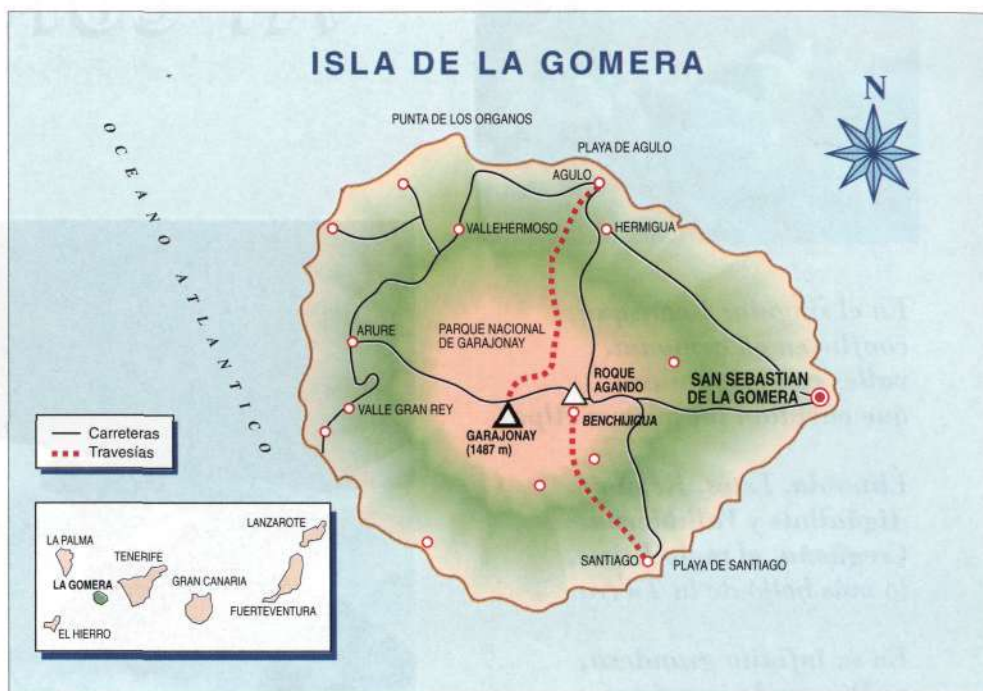 ISLA DE LA GOMERA
N
OCEANO ATLANTICO
PUNTA DE LOS ORGANOS
PLAYA DE AGULO
AGULO
VALLEHERMOSO
HERMIGUA
ARURE
PARQUE NACIONAL
DE GARAJONAY
ROQUE
AGANDO
SAN SEBASTIAN
DE LA GOMERA
VALLE GRAN REY
BENCHIJIGUA
GARAJONAY
(1487 m)
Carreteras
Travesías
SANTIAGO
PLAYA DE SANTIAGO
LANZAROTE
LA PALMA
TENERIFE
GRAN CANARIA
LA GOMERA
FUERTEVENTURA
EL HIERRO